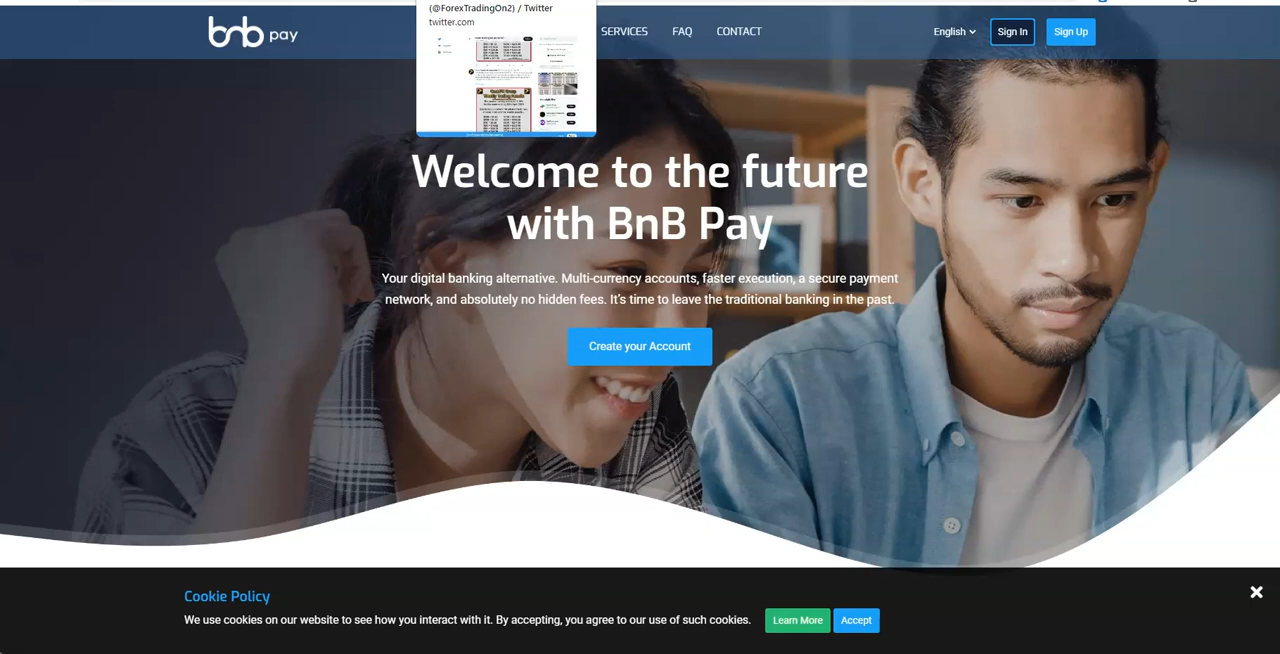 (@ForexTradingOn2) / Twitter
twitter.com
bnb pay
SERVICES
FAQ
CONTACT
English
Sign In
Sign Up
Welcome to the future
with BnB Pay
Your digital banking alternative. Multi-currency accounts, faster execution, a secure payment
network, and absolutely no hidden fees. It's time to leave the traditional banking in the past.
Create your Account
Cookie Policy
We use cookies on our website to see how you interact with it. By accepting, you agree to our use of such cookies.
Learn More
Accept